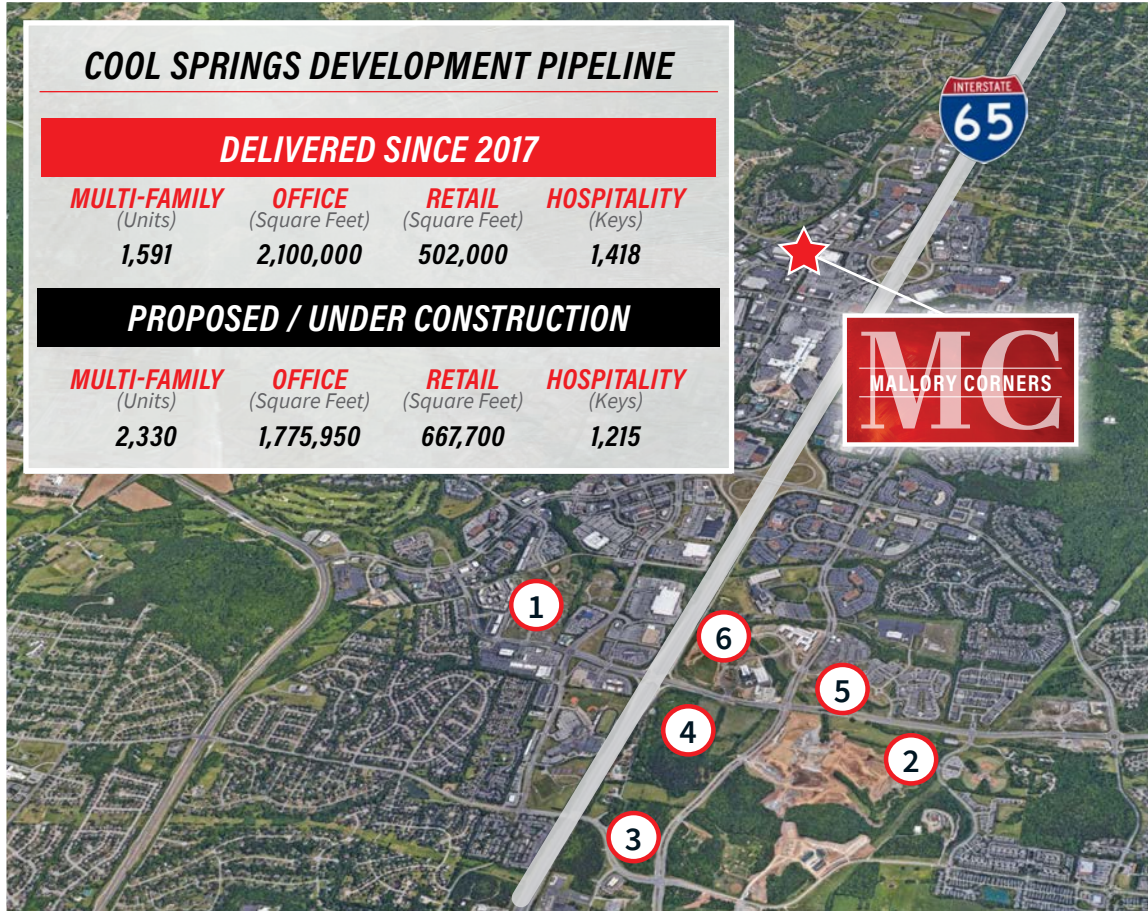 COOL SPRINGS DEVELOPMENT PIPELINE
DELIVERED SINCE 2017
MULTI-FAMILY OFFICE RETAIL HOSPITALITY
(Units) (Square Feet) (Square Feet) (Keys)
1,591 2,100,000 502,000 1,418
PROPOSED / UNDER CONSTRUCTION
MULTI-FAMILY OFFICE RETAIL HOSPITALITY
(Units) (Square Feet) (Square Feet) (Keys)
2,330 1,775,950 667,700 1,215
INTERSTATE
65
MC
MALLORY CORNERS
1
6
5
4
2
3